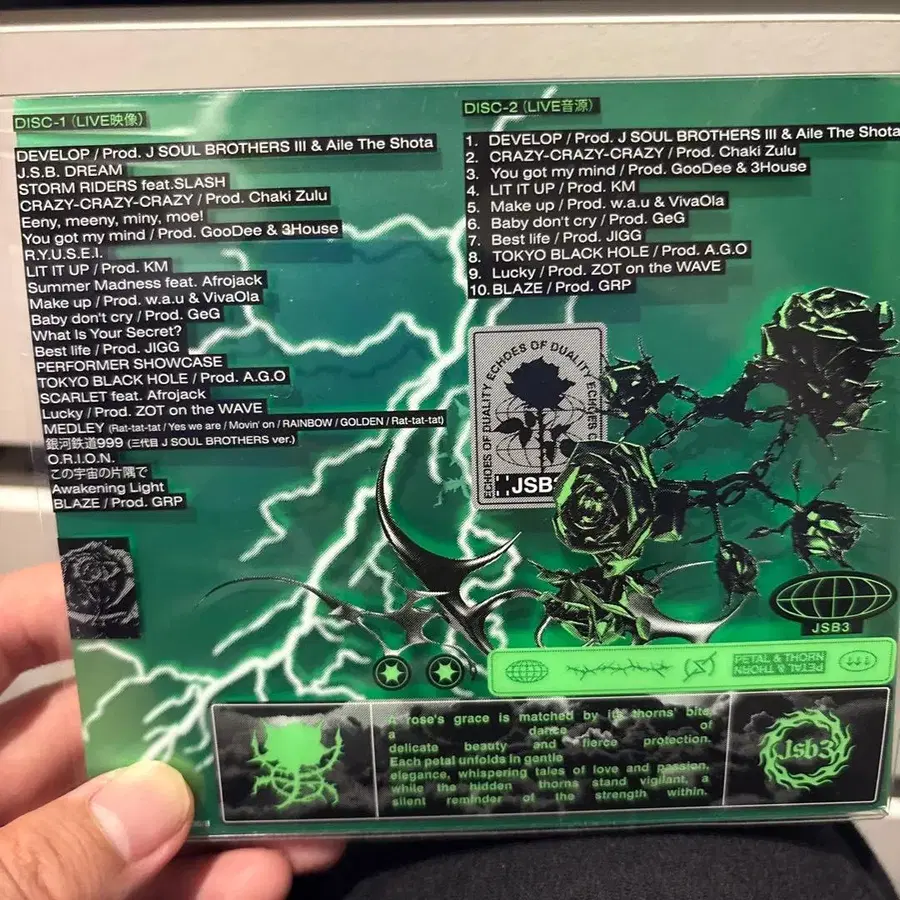 DISC-1 (LIVE映像)
DEVELOP / Prod. J SOUL BROTHERS III & Aile The Shota
J.S.B. DREAM
STORM RIDERS feat.SLASH
CRAZY-CRAZY-CRAZY / Prod. Chaki Zulu
Eeny, meeny, miny, moe!
You got my mind / Prod. GooDee & 3House
R.Y.U.S.E.I.
LIT IT UP / Prod. KM
Summer Madness feat. Afrojack
Make up / Prod. w.a.u & VivaOla
Baby don't cry / Prod. GeG
What Is Your Secret?
Best life / Prod. JIGG
PERFORMER SHOWCASE
TOKYO BLACK HOLE / Prod. A.G.O
SCARLET feat. Afrojack
Lucky / Prod. ZOT on the WAVE
MEDLEY (Rat-tat-tat / Yes we are / Movin' on / RAINBOW / GOLDEN / Rat-tat-tat)
銀河鉄道999 (三代目 J SOUL BROTHERS ver.)
O.R.I.O.N.
この宇宙の片隅で
Awakening Light
BLAZE / Prod. GRP
DISC-2 (LIVE音源)
1. DEVELOP / Prod. J SOUL BROTHERS III & Aile The Shota
2. CRAZY-CRAZY-CRAZY / Prod. Chaki Zulu
3. You got my mind / Prod. GooDee & 3House
4. LIT IT UP / Prod. KM
5. Make up / Prod. w.a.u & VivaOla
6. Baby don't cry / Prod. GeG
7. Best life / Prod. JIGG
8. TOKYO BLACK HOLE / Prod. A.G.O
9. Lucky / Prod. ZOT on the WAVE
10. BLAZE / Prod. GRP
ECHOES OF DUALITY ECHOES OF DUALITY ECHOES
JSB3
JSB3
PETAL & THORN
PETAL & THORN
A rose's grace is matched by its thorns' bite,
a dance of
delicate beauty and fierce protection.
Each petal unfolds in gentle
elegance, whispering tales of love and passion,
while the hidden thorns stand vigilant, a
silent reminder of the strength within.
Jsb3